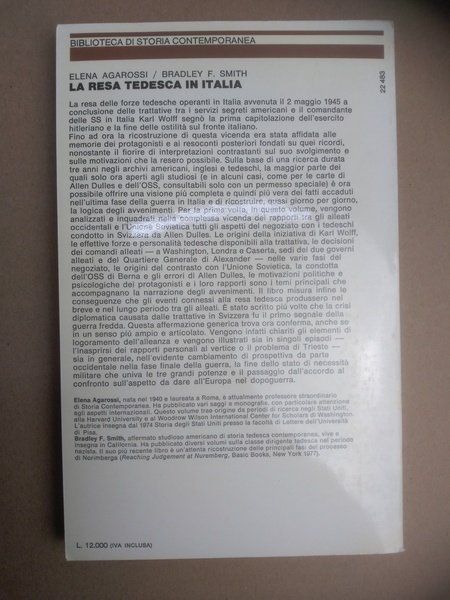 BIBLIOTECA DI STORIA CONTEMPORANEA
ELENA AGAROSSI / BRADLEY F. SMITH
LA RESA TEDESCA IN ITALIA
22 483
La resa delle forze tedesche operanti in Italia avvenuta il 2 maggio 1945 a
conclusione delle trattative tra i servizi segreti americani e il comandante
delle SS in Italia Karl Wolff segnò la prima capitolazione dell'esercito
hitleriano e la fine delle ostilità sul fronte italiano.
Fino ad ora la ricostruzione di questa vicenda era stata affidata alle
memorie dei protagonisti e ai resoconti posteriori fondati su quei ricordi,
nonostante il fiorire di interpretazioni contrastanti sul suo svolgimento e
sulle motivazioni che la resero possibile. Sulla base di una ricerca durata
tre anni negli archivi americani, inglesi e tedeschi, la maggior parte dei
quali solo ora aperti agli studiosi (e in alcuni casi, come per le carte di
Allen Dulles e dell'OSS, consultabili solo con un permesso speciale) è ora
possibile offrire una visione più completa e quindi più vera dei fatti accaduti
nell'ultima fase della guerra in Italia e di ricostruire, quasi giorno per giorno,
la logica degli avvenimenti. Per la prima volta, in questo volume, vengono
analizzati e inquadrati nella complessa vicenda dei rapporti tra gli alleati
occidentali e l'Unione Sovietica tutti gli aspetti del negoziato con i tedeschi
condotto in Svizzera da Allen Dulles. Le origini della iniziativa di Karl Wolff,
le effettive forze e personalità tedesche disponibili alla trattativa, le decisioni
dei comandi alleati — a Washington, Londra e Caserta, sedi dei due governi
alleati e del Quartiere Generale di Alexander — nelle varie fasi del
negoziato, le origini del contrasto con l'Unione Sovietica, la condotta
dell'OSS di Berna e gli errori di Allen Dulles, le motivazioni politiche e
psicologiche dei protagonisti e i loro rapporti sono i temi principali che
accompagnano la narrazione degli avvenimenti. Il libro misura infine le
conseguenze che gli eventi connessi alla resa tedesca produssero nel
breve e nel lungo periodo tra gli alleati. È stato scritto più volte che la crisi
diplomatica causata dalle trattative in Svizzera fu il primo segnale della
guerra fredda. Questa affermazione generica trova ora conferma, anche se
in un senso più ampio e articolato. Vengono infatti chiariti gli elementi di
logoramento dell'alleanza e vengono illustrati sia in singoli episodi —
l'inasprirsi dei rapporti personali al vertice o il problema di Trieste —
sia in generale, nell'evidente cambiamento di prospettiva da parte
occidentale nella fase finale della guerra, la fine dello stato di necessità
militare che univa le tre grandi potenze e il passaggio dall'accordo al
confronto sull'aspetto da dare all'Europa nel dopoguerra.
Elena Agarossi, nata nel 1940 e laureata a Roma, è attualmente professore straordinario
di Storia Contemporanea. Ha pubblicato vari saggi e monografie, con particolare attenzione
agli aspetti internazionali. Questo volume trae origine da periodi di ricerca negli Stati Uniti,
alla Harvard University e al Woodrow Wilson International Center for Scholars di Washington.
L'autrice insegna dal 1974 Storia degli Stati Uniti presso la facoltà di Lettere dell'Università
di Pisa.
Bradley F. Smith, affermato studioso americano di storia tedesca contemporanea, vive e
insegna in California. Ha pubblicato diversi volumi sulla classe dirigente tedesca nel periodo
nazista. Il suo più recente libro è un'attenta ricostruzione delle principali fasi del processo
di Norimberga (Reaching Judgement at Nuremberg, Basic Books, New York 1977).
L. 12.000 (IVA INCLUSA)